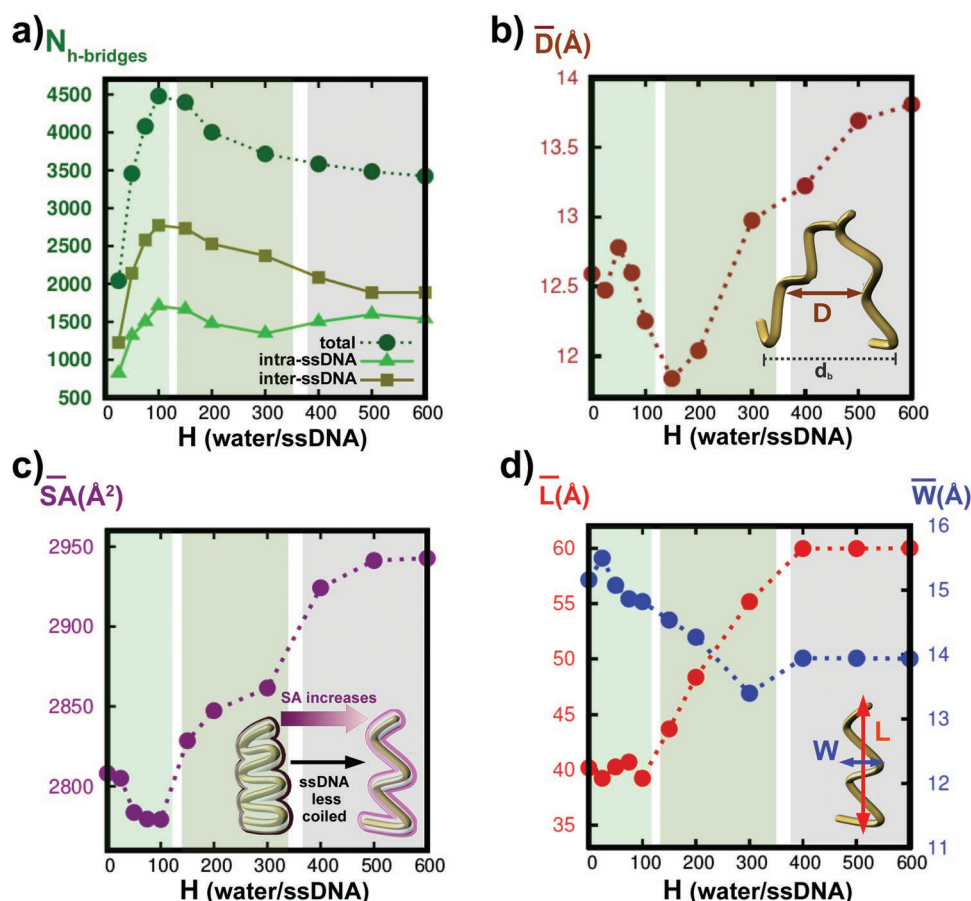 a)
N h-bridges
4500
4000
3500
3000
2500
2000
1500
1000
500
total
intra-ssDNA
inter-ssDNA
0 100 200 300 400 500 600
H (water/ssDNA)
b)
D̅(Å)
14
13.5
13
12.5
12
D
d_b
0 100 200 300 400 500 600
H (water/ssDNA)
c)
S̅A̅(Å²)
2950
2900
2850
2800
SA increases
ssDNA
less
coiled
0 100 200 300 400 500 600
H (water/ssDNA)
d)
L̅(Å)
W̅(Å)
60
55
50
45
40
35
16
15
14
13
12
11
L
W
0 100 200 300 400 500 600
H (water/ssDNA)